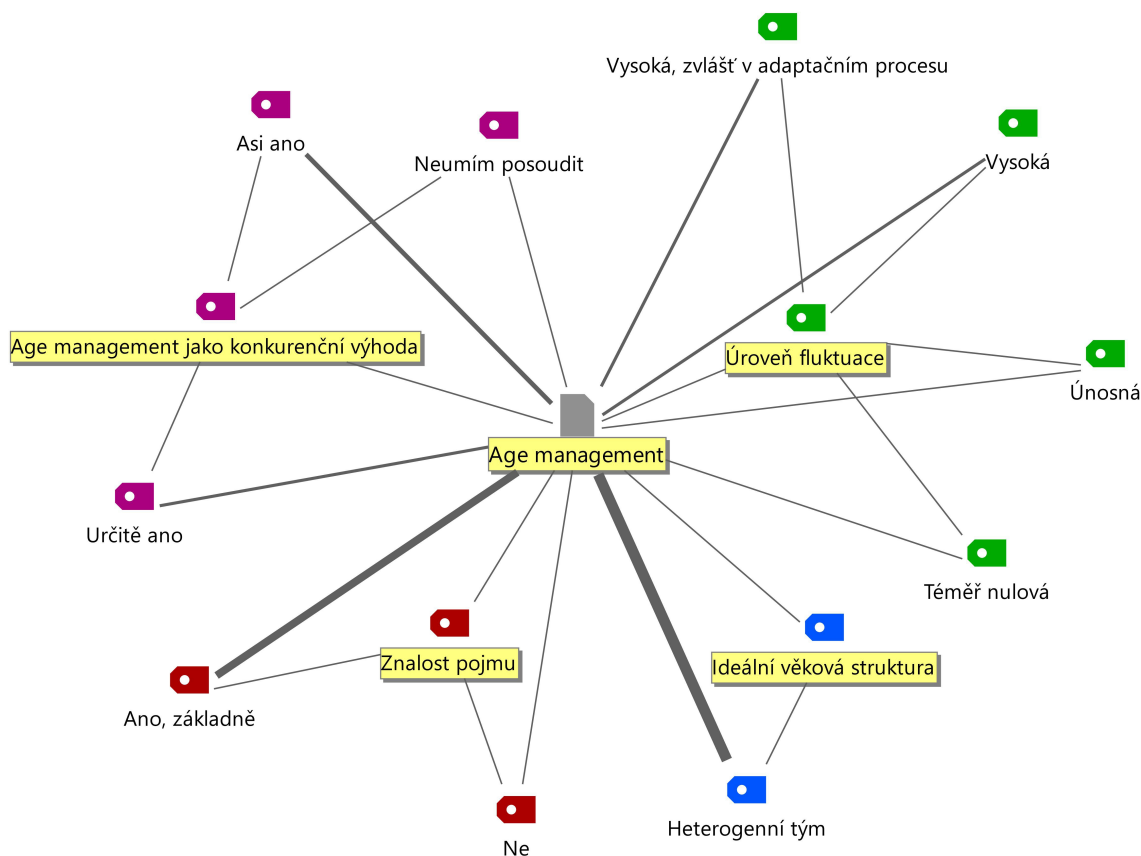 Vysoká, zvlášť v adaptačním procesu
Asi ano
Neumím posoudit
Vysoká
Age management jako konkurenční výhoda
Úroveň fluktuace
Únosná
Age management
Určitě ano
Téměř nulová
Znalost pojmu
Ideální věková struktura
Ano, základně
Heterogenní tým
Ne